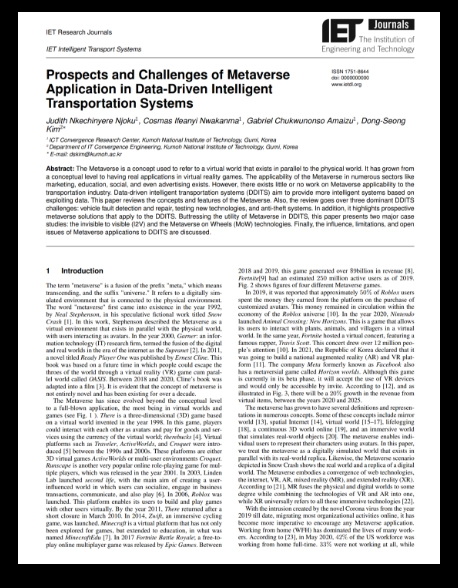 IET Research Journals
IET Intelligent Transport Systems
IET Journals
The Institution of
Engineering and Technology
Prospects and Challenges of Metaverse
Application in Data-Driven Intelligent
Transportation Systems
ISSN 1751-8644
doi: 0000000000
www.ietdl.org
Judith Nkechinyere Njoku1, Cosmas Ifeanyi Nwakanma1, Gabriel Chukwunonso Amaizu1, Dong-Seong
Kim2*
1 ICT Convergence Research Center, Kumoh National Institute of Technology, Gumi, Korea
2 Department of IT Convergence Engineering, Kumoh National Institute of Technology, Gumi, Korea
* E-mail: dskim@kumoh.ac.kr
Abstract: The Metaverse is a concept used to refer to a virtual world that exists in parallel to the physical world. It has grown from
a conceptual level to having real applications in virtual reality games. The applicability of the Metaverse in numerous sectors like
marketing, education, social, and even advertising exists. However, there exists little or no work on Metaverse applicability to the
transportation industry. Data-driven intelligent transportation systems (DDITS) aim to provide more intelligent systems based on
exploiting data. This paper reviews the concepts and features of the Metaverse. Also, the review goes over three dominant DDITS
challenges: vehicle fault detection and repair, testing new technologies, and anti-theft systems. In addition, it highlights prospective
metaverse solutions that apply to the DDITS. Buttressing the utility of Metaverse in DDITS, this paper presents two major case
studies: the invisible to visible (I2V) and the Metaverse on Wheels (MoW) technologies. Finally, the influence, limitations, and open
issues of Metaverse applications to DDITS are discussed.
1 Introduction
The term "metaverse" is a fusion of the prefix "meta," which means
transcending, and the suffix "universe." It refers to a digitally sim-
ulated environment that is connected to the physical environment.
The word "metaverse" first came into existence in the year 1992,
by Neal Stephenson, in his speculative fictional work titled Snow
Crash [1]. In this work, Stephenson described the Metaverse as a
virtual environment that exists in parallel with the physical world,
with users interacting as avatars. In the year 2000, Gartner: an infor-
mation technology (IT) research firm, termed the fusion of the digital
and real worlds in the era of the internet as the Supranet [2]. In 2011,
a novel titled Ready Player One was published by Ernest Cline. This
book was based on a future time in which people could escape the
throes of the world through a virtual reality (VR) game cum paral-
lel world called OASIS. Between 2018 and 2020, Cline's book was
adapted into a film [3]. It is evident that the concept of metaverse is
not entirely novel and has been existing for over a decade.
The Metaverse has since evolved beyond the conceptual level
to a full-blown application, the most being in virtual worlds and
games (see Fig. 1). There is a three-dimensional (3D) game based
on a virtual world invented in the year 1998. In this game, players
could interact with each other as avatars and pay for goods and ser-
vices using the currency of the virtual world; therebucks [4]. Virtual
platforms such as Traveler, ActiveWorlds, and Croquet were intro-
duced [5] between the 1990s and 2000s. These platforms are either
3D virtual games ActiveWorlds or multi-user environments Croquet.
Runscape is another very popular online role-playing game for mul-
tiple players, which was released in the year 2001. In 2003, Linden
Lab launched second life, with the main aim of creating a user-
influenced world in which users can socialize, engage in business
transactions, communicate, and also play [6]. In 2006, Roblox was
launched. This platform enables its users to build and play games
with other users virtually. By the year 2011, There returned after a
short closure in March 2010. In 2014, Zepli, an immersive cycling
game, was launched. Minecraft is a virtual platform that has not only
been explored for games, but extended to education, in what was
named MinecraftEdu [7]. In 2017 Fortnite Battle Royale; a free-to-
play online multiplayer game was released by Epic Games. Between
2018 and 2019, this game generated over $9billion in revenue [8].
Fortnite[9] had an estimated 250 million active users as of 2019.
Fig. 2 shows figures of four different Metaverse games.
In 2019, it was reported that approximately 50% of Roblox users
spent the money they earned from the platform on the purchase of
customized avatars. This money remained in circulation within the
economy of the Roblox universe [10]. In the year 2020, Nintendo
launched Animal Crossing: New Horizons. This is a game that allows
its users to interact with plants, animals, and villagers in a virtual
world. In the same year, Fortnite hosted a virtual concert, featuring a
famous rapper, Travis Scott. This concert drew over 12 million peo-
ple's attention [10]. In 2021, the Republic of Korea declared that it
was going to build a national augmented reality (AR) and VR plat-
form [11]. The company Meta formerly known as Facebook also
has a metaversal game called Horizon worlds. Although this game
is currently in its beta phase, it will accept the use of VR devices
and would only be accessible by invite. According to [12], and as
illustrated in Fig. 3, there will be a 20% growth in the revenue from
virtual items, between the years 2020 and 2025.
The metaverse has grown to have several definitions and represen-
tations in numerous scopes. Some of these concepts include mirror
world [13], spatial Internet [14], virtual world [15–17], lifelogging
[18], a continuous 3D world online [19], and an immersive world
that simulates real-world objects [20]. The metaverse enables indi-
vidual users to represent their characters using avatars. In this paper,
we treat the metaverse as a digitally simulated world that exists in
parallel with its real-world replica. Likewise, the Metaverse scenario
depicted in Snow Crash shows the real world and a replica of a digital
world. The Metaverse embodies a convergence of web technologies,
the internet, VR, AR, mixed reality (MR), and extended reality (XR).
According to [21], MR fuses the physical and digital worlds to some
degree while combining the technologies of VR and AR into one,
while XR universally refers to all these immersive technologies [22].
With the intrusion created by the novel Corona virus from the year
2019 till date, migrating most organizational activities online, it has
become more imperative to encourage any Metaverse application.
Working from home (WFH) has dominated the lives of many work-
ers. According to [23], in May 2020, 42% of the US workforce was
working from home full-time. 33% were not working at all, while